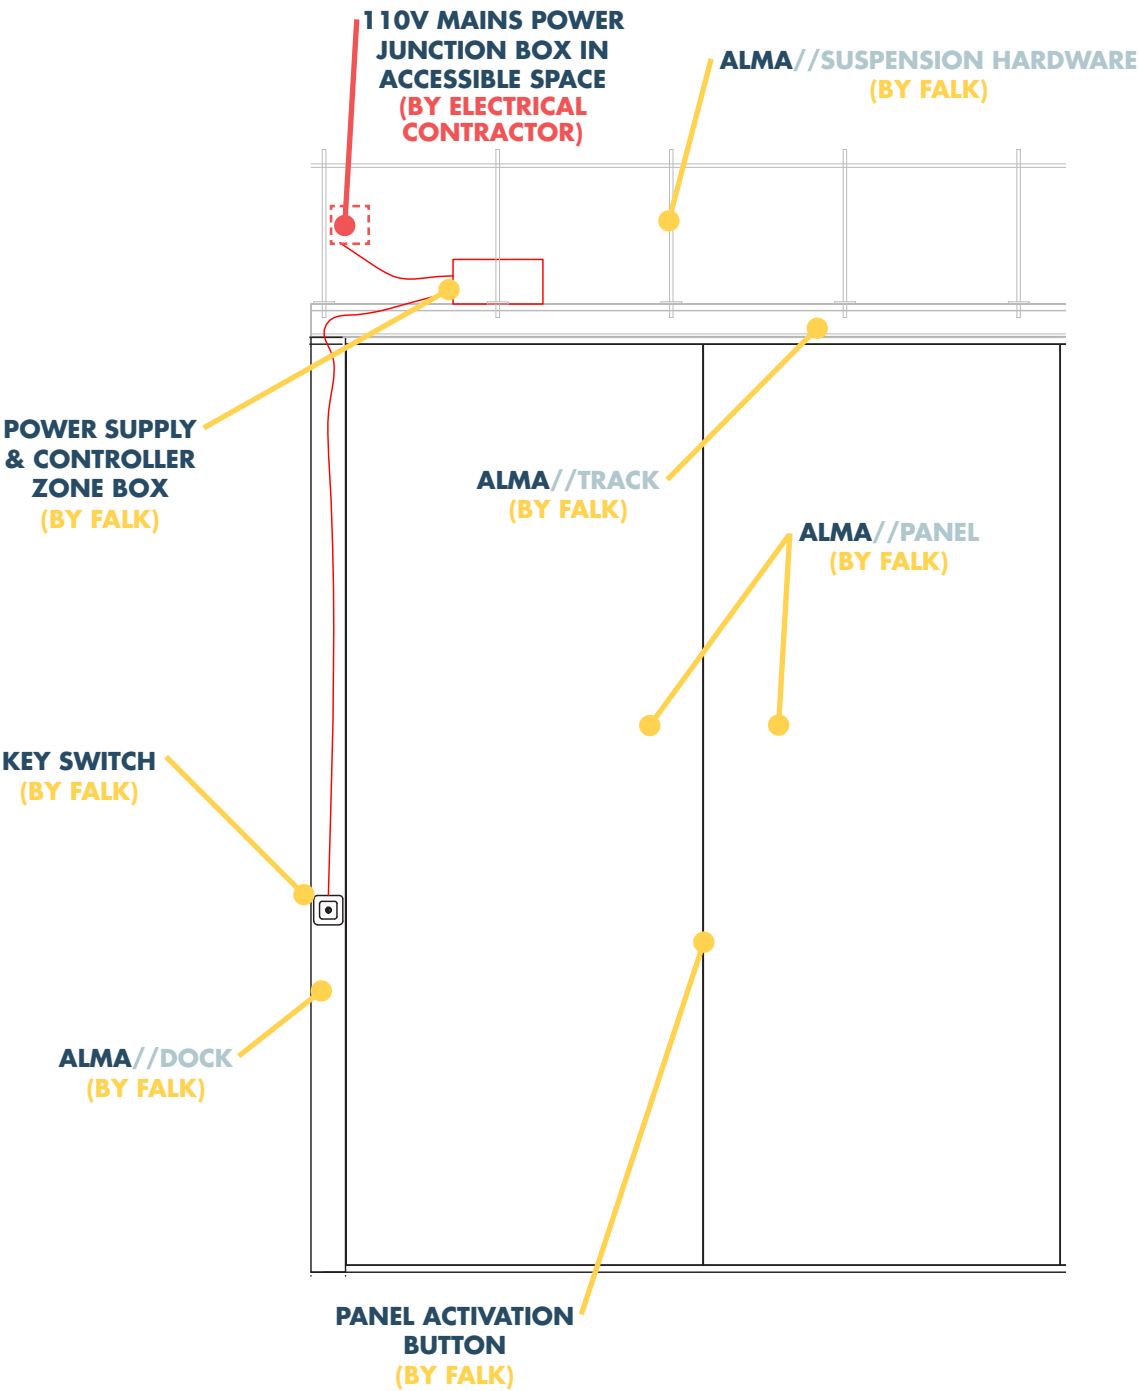 110V MAINS POWER
JUNCTION BOX IN
ACCESSIBLE SPACE
(BY ELECTRICAL
CONTRACTOR)
ALMA//SUSPENSION HARDWARE
(BY FALK)
POWER SUPPLY
& CONTROLLER
ZONE BOX
(BY FALK)
ALMA//TRACK
(BY FALK)
ALMA//PANEL
(BY FALK)
KEY SWITCH
(BY FALK)
ALMA//DOCK
(BY FALK)
PANEL ACTIVATION
BUTTON
(BY FALK)